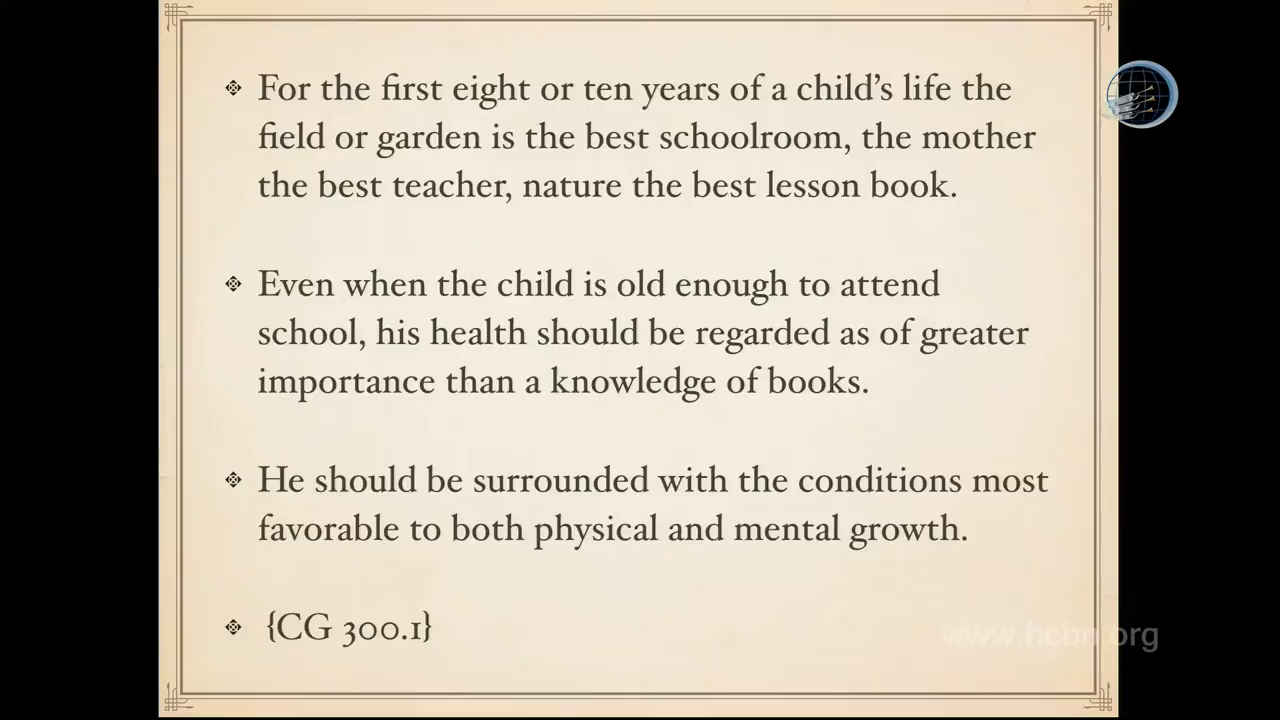 For the first eight or ten years of a child’s life the
field or garden is the best schoolroom, the mother
the best teacher, nature the best lesson book.
Even when the child is old enough to attend
school, his health should be regarded as of greater
importance than a knowledge of books.
He should be surrounded with the conditions most
favorable to both physical and mental growth.
{CG 300.1}
www.hcbn.org